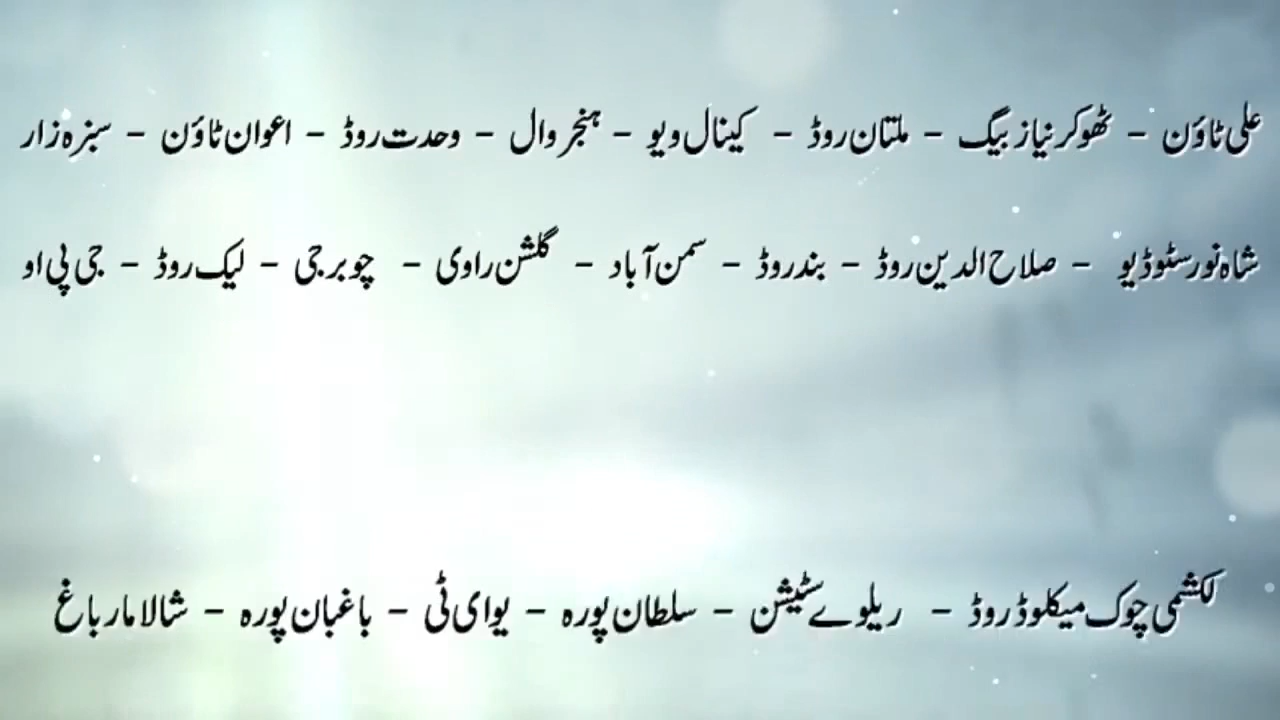 علی ٹاؤن - ٹھوکر نیاز بیگ - ملتان روڈ - کینال ویو - ہنجر وال - وحدت روڈ - اعوان ٹاؤن - سبزہ زار
شاہ نور سٹوڈیو - صلاح الدین روڈ - بند روڈ - سمن آباد - گلشن راوی - چوبرجی - لیک روڈ - جی پی او
لکشمی چوک میکلوڈ روڈ - ریلوے سٹیشن - سلطان پورہ - یو ای ٹی - باغبان پورہ - شالامار باغ